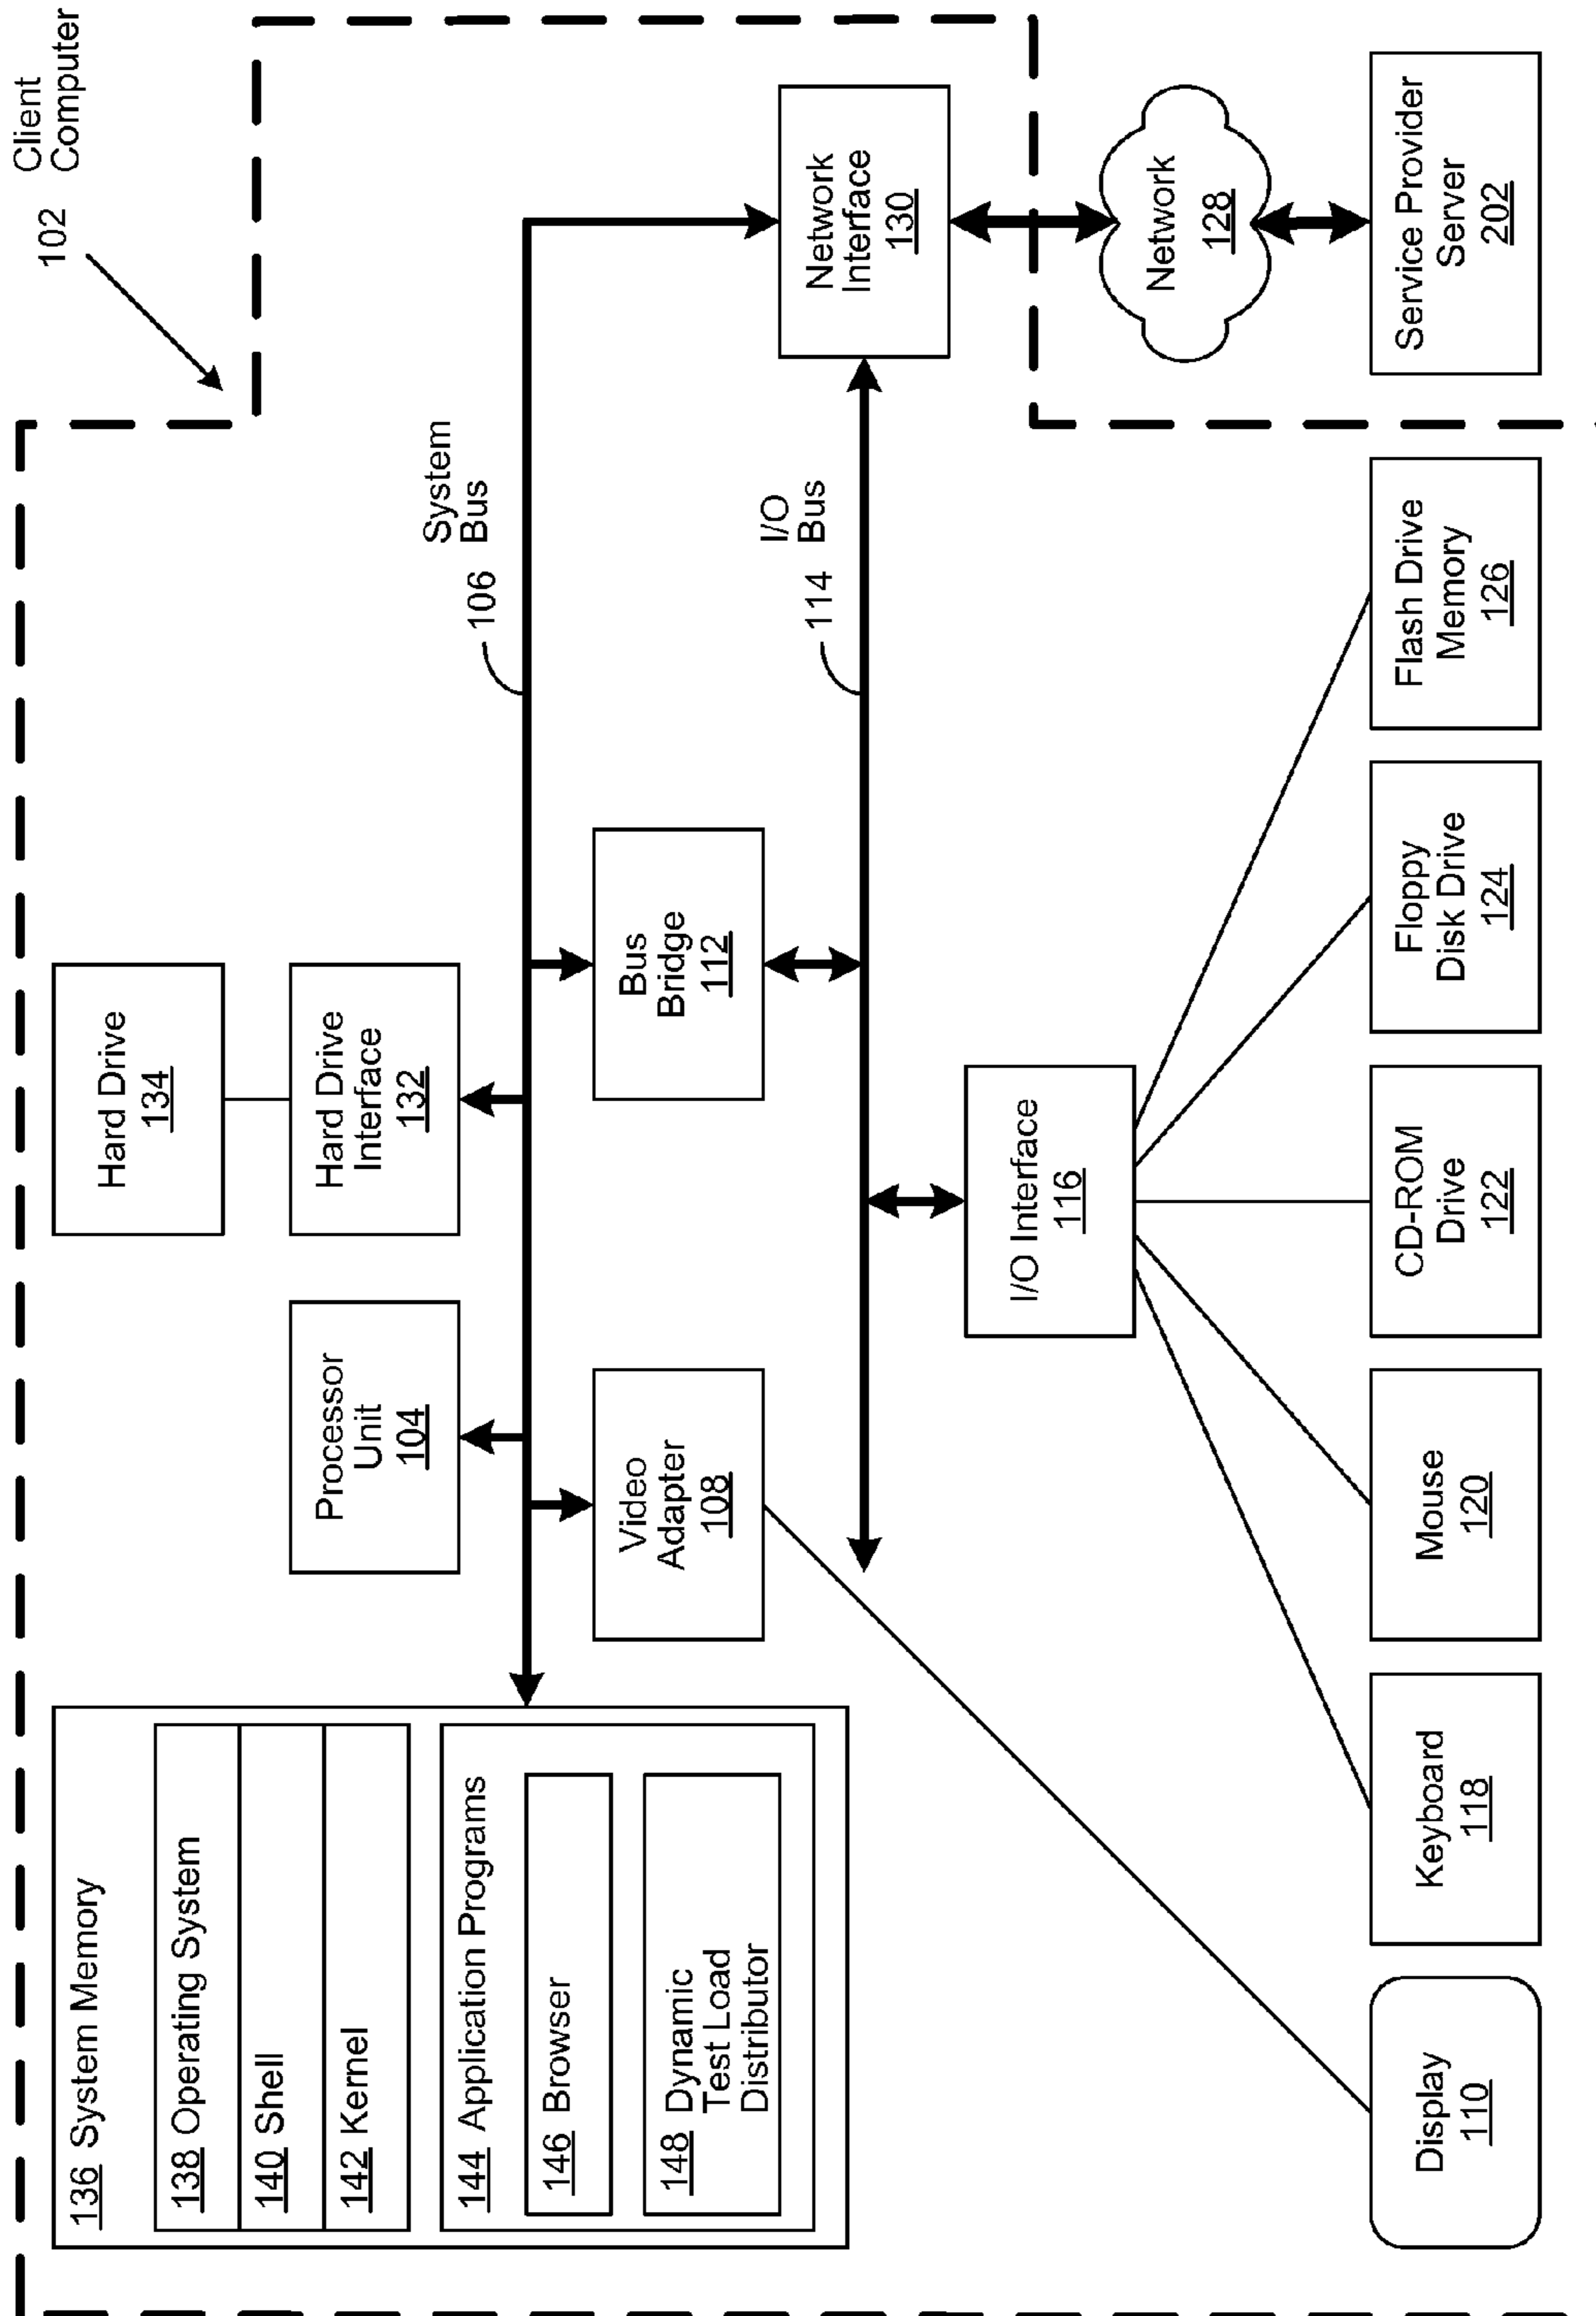 102
Client
Computer
136 System Memory
138 Operating System
140 Shell
142 Kernel
144 Application Programs
146 Browser
148 Dynamic
Test Load
Distributor
Hard Drive
134
Processor
Unit
104
Hard Drive
Interface
132
106
System
Bus
Video
Adapter
108
Bus
Bridge
112
114
I/O
Bus
Network
Interface
130
I/O Interface
116
Network
128
Display
110
Keyboard
118
Mouse
120
CD-ROM
Drive
122
Floppy
Disk Drive
124
Flash Drive
Memory
126
Service Provider
Server
202